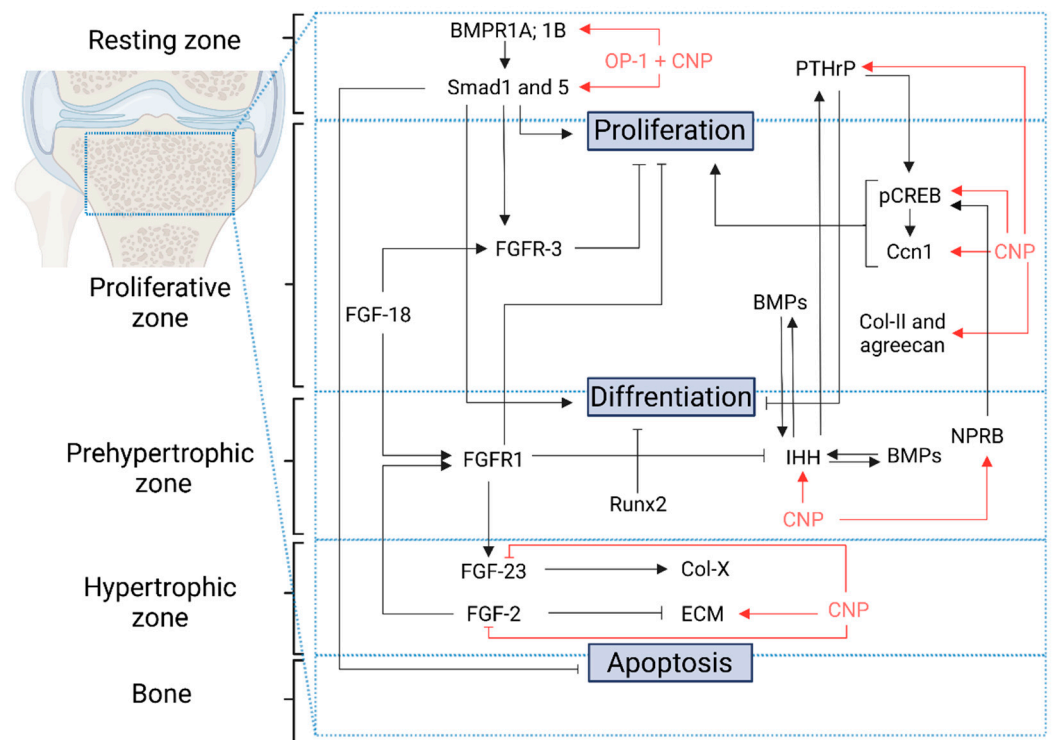 Resting zone
Proliferative
zone
Prehypertrophic
zone
Hypertrophic
zone
Bone
BMPR1A; 1B
OP-1 + CNP
Smad1 and 5
PTHrP
Proliferation
pCREB
Ccn1
CNP
FGFR-3
FGF-18
BMPs
Col-II and
agreecan
Diffrentiation
NPRB
FGFR1
IHH
BMPs
Runx2
CNP
FGF-23
Col-X
FGF-2
ECM
CNP
Apoptosis